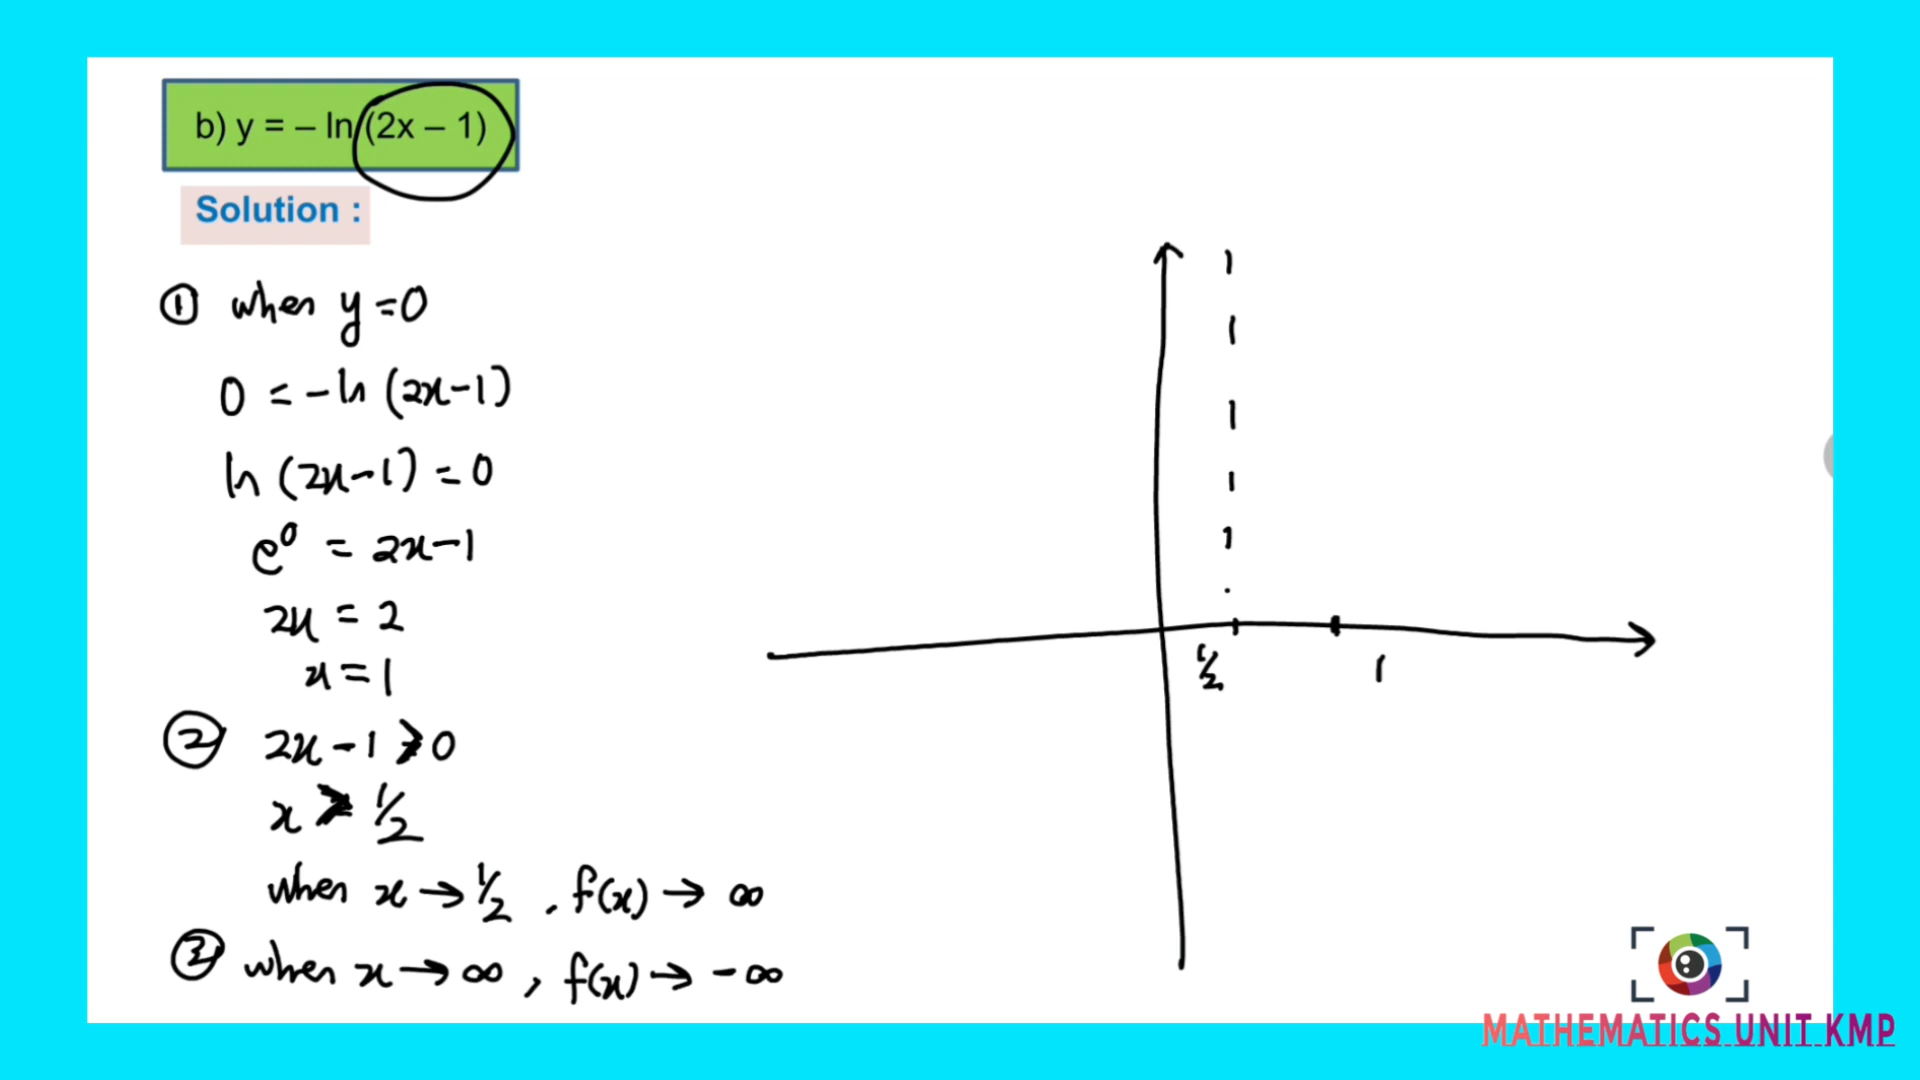 b) y = – ln (2x – 1)
Solution :
① when y = 0
0 = -ln (2x-1)
ln (2x-1) = 0
e⁰ = 2x-1
2x = 2
x = 1
② 2x - 1 > 0
x > 1/2
when x → 1/2 , f(x) → ∞
③ when x → ∞ , f(x) → - ∞
1/2 1
MATHEMATICS UNIT KMP